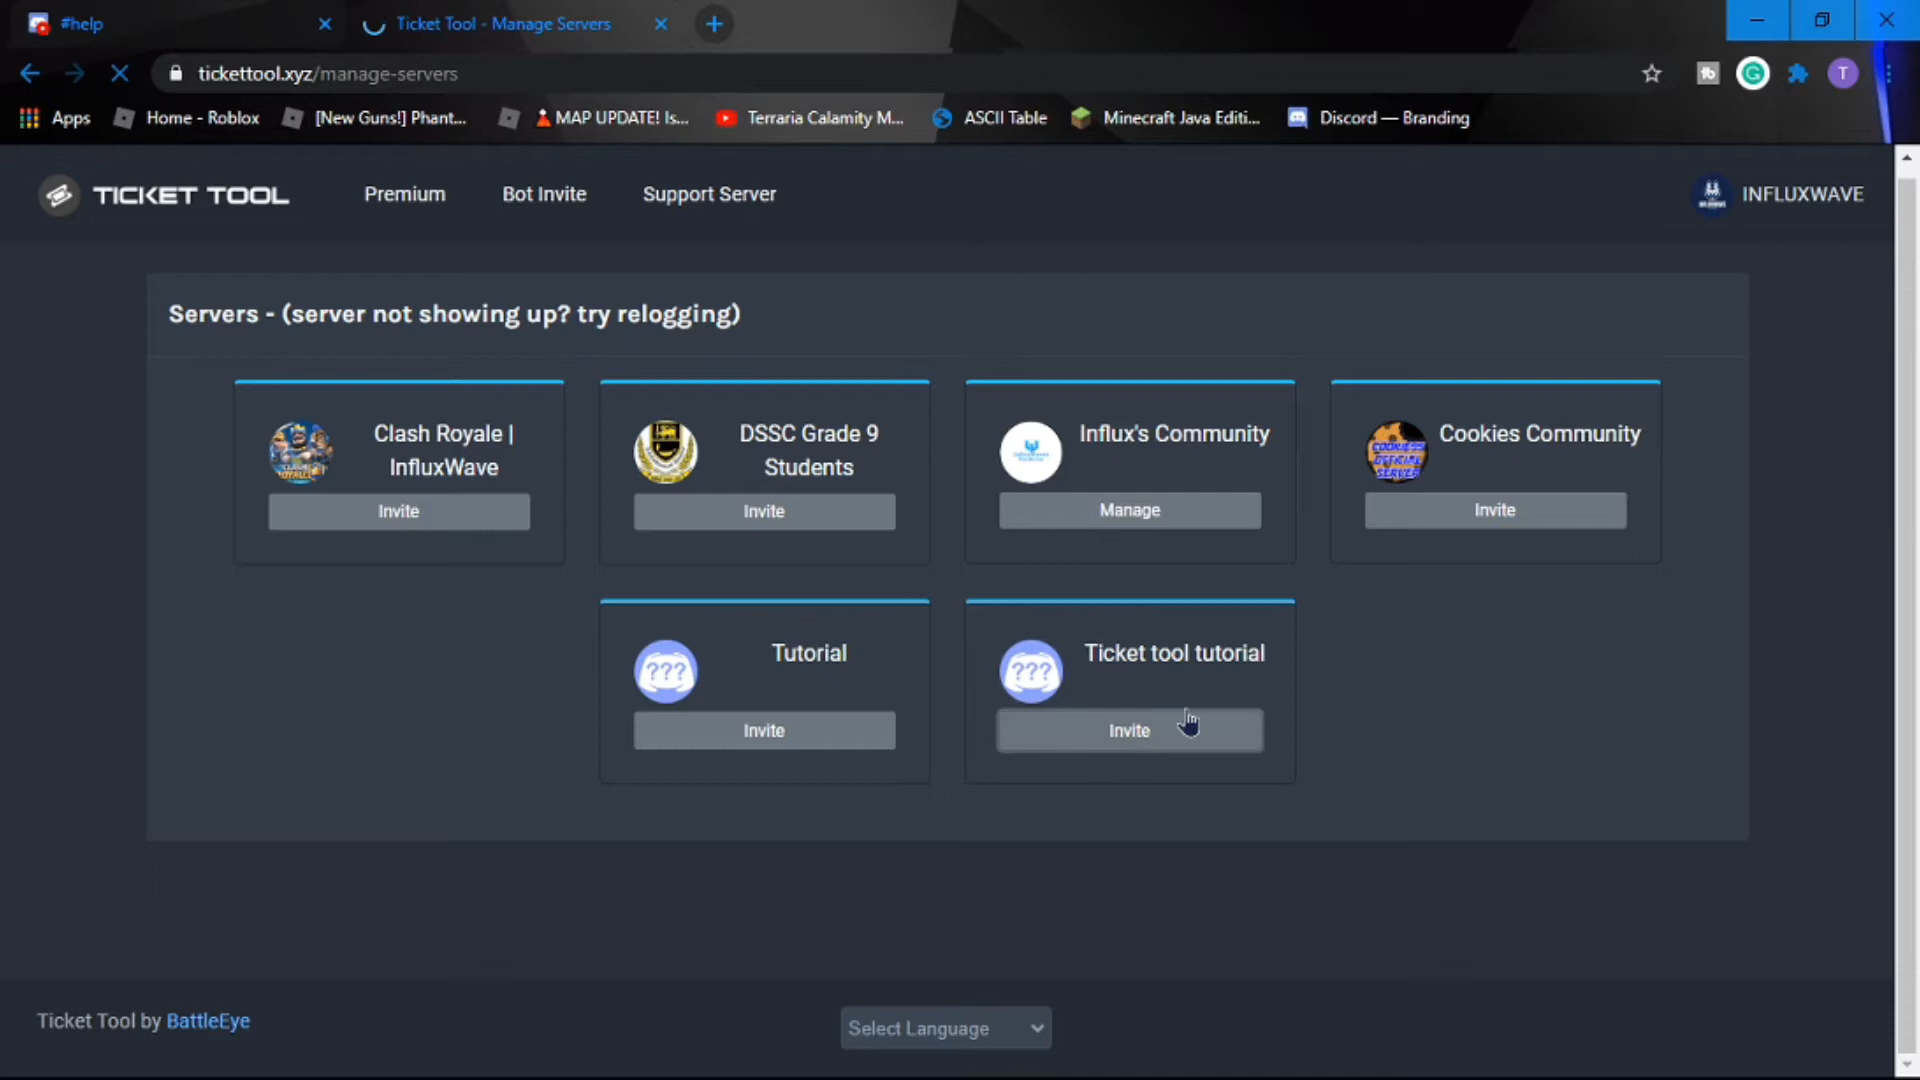 #help
Ticket Tool - Manage Servers
tickettool.xyz/manage-servers
T
Apps
Home - Roblox
[New Guns!] Phant...
MAP UPDATE! Is...
Terraria Calamity M...
ASCII Table
Minecraft Java Editi...
Discord — Branding
TICKET TOOL
Premium
Bot Invite
Support Server
INFLUXWAVE
Servers - (server not showing up? try relogging)
Clash Royale |
InfluxWave
Invite
DSSC Grade 9
Students
Invite
Influx's Community
Manage
COOKIESS
OFFICIAL
SERVER
Cookies Community
Invite
???
Tutorial
Invite
???
Ticket tool tutorial
Invite
Ticket Tool by BattleEye
Select Language